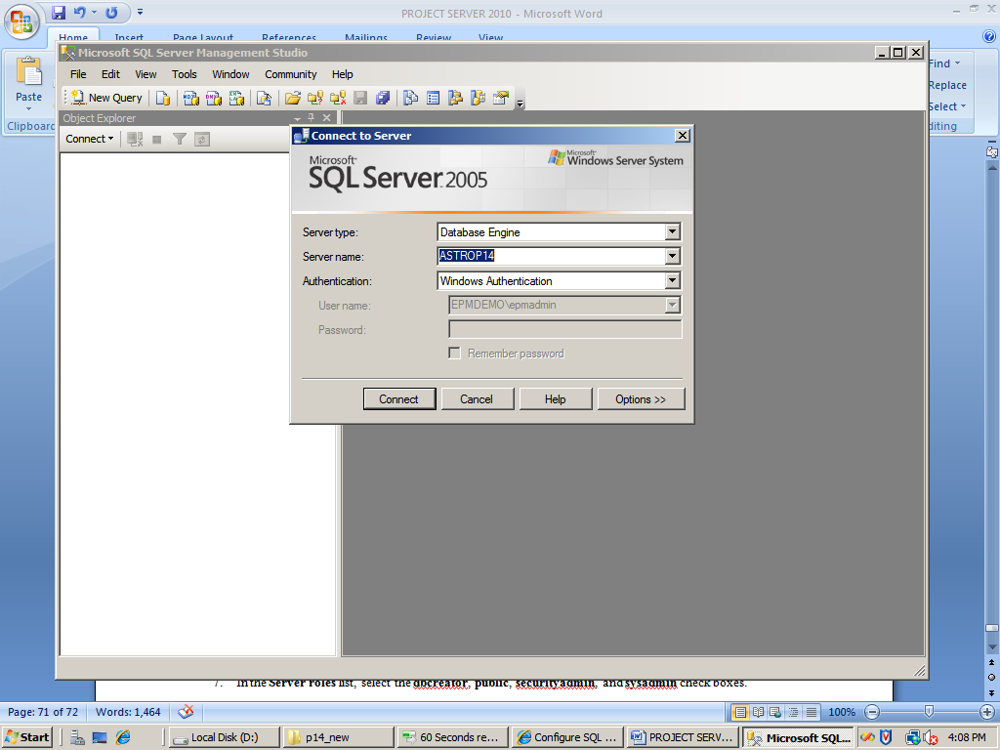 PROJECT SERVER 2010 - Microsoft Word
Home Insert Page Layout References Mailings Review View
Paste
Clipboard
Find
Replace
Select
diting
Microsoft SQL Server Management Studio
File Edit View Tools Window Community Help
New Query
Object Explorer
Connect
Connect to Server
Microsoft
SQL Server 2005
Microsoft
Windows Server System
Server type: Database Engine
Server name: ASTROP14
Authentication: Windows Authentication
User name: EPMDEMO\epmadmin
Password:
Remember password
Connect Cancel Help Options >>
7. In the Server roles list, select the dbcreator, public, securityadmin, and sysadmin check boxes.
Page: 71 of 72 Words: 1,464 100%
Start Local Disk (D:) p14_new 60 Seconds re... Configure SQL ... PROJECT SERV... Microsoft SQL... 4:08 PM